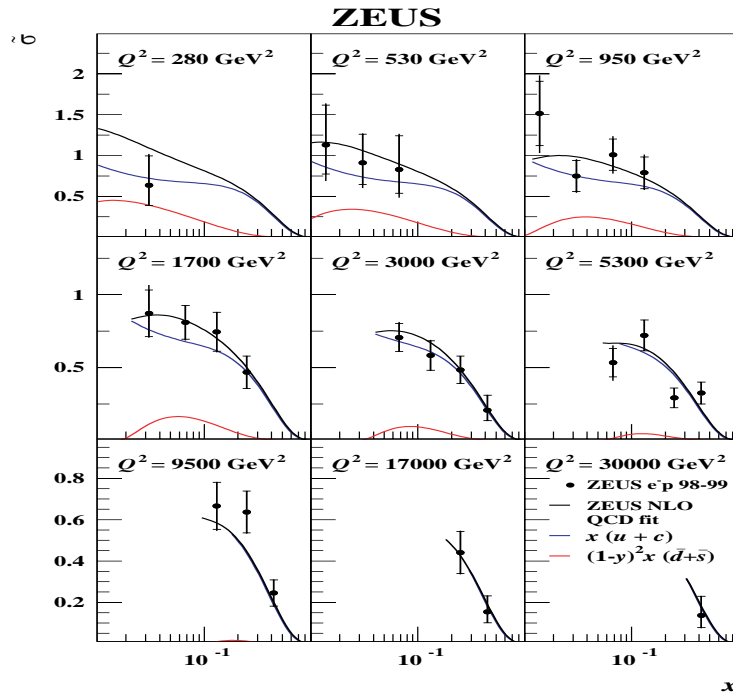 ZEUS
σ̃
Q² = 280 GeV² Q² = 530 GeV² Q² = 950 GeV²
2
1.5
1
0.5
Q² = 1700 GeV² Q² = 3000 GeV² Q² = 5300 GeV²
1
0.5
Q² = 9500 GeV² Q² = 17000 GeV² Q² = 30000 GeV²
0.8
0.6
0.4
0.2
ZEUS e⁻p 98-99
ZEUS NLO
QCD fit
x (u + c)
(1-y)²x (d̄+s̄)
10⁻¹ 10⁻¹ 10⁻¹
x